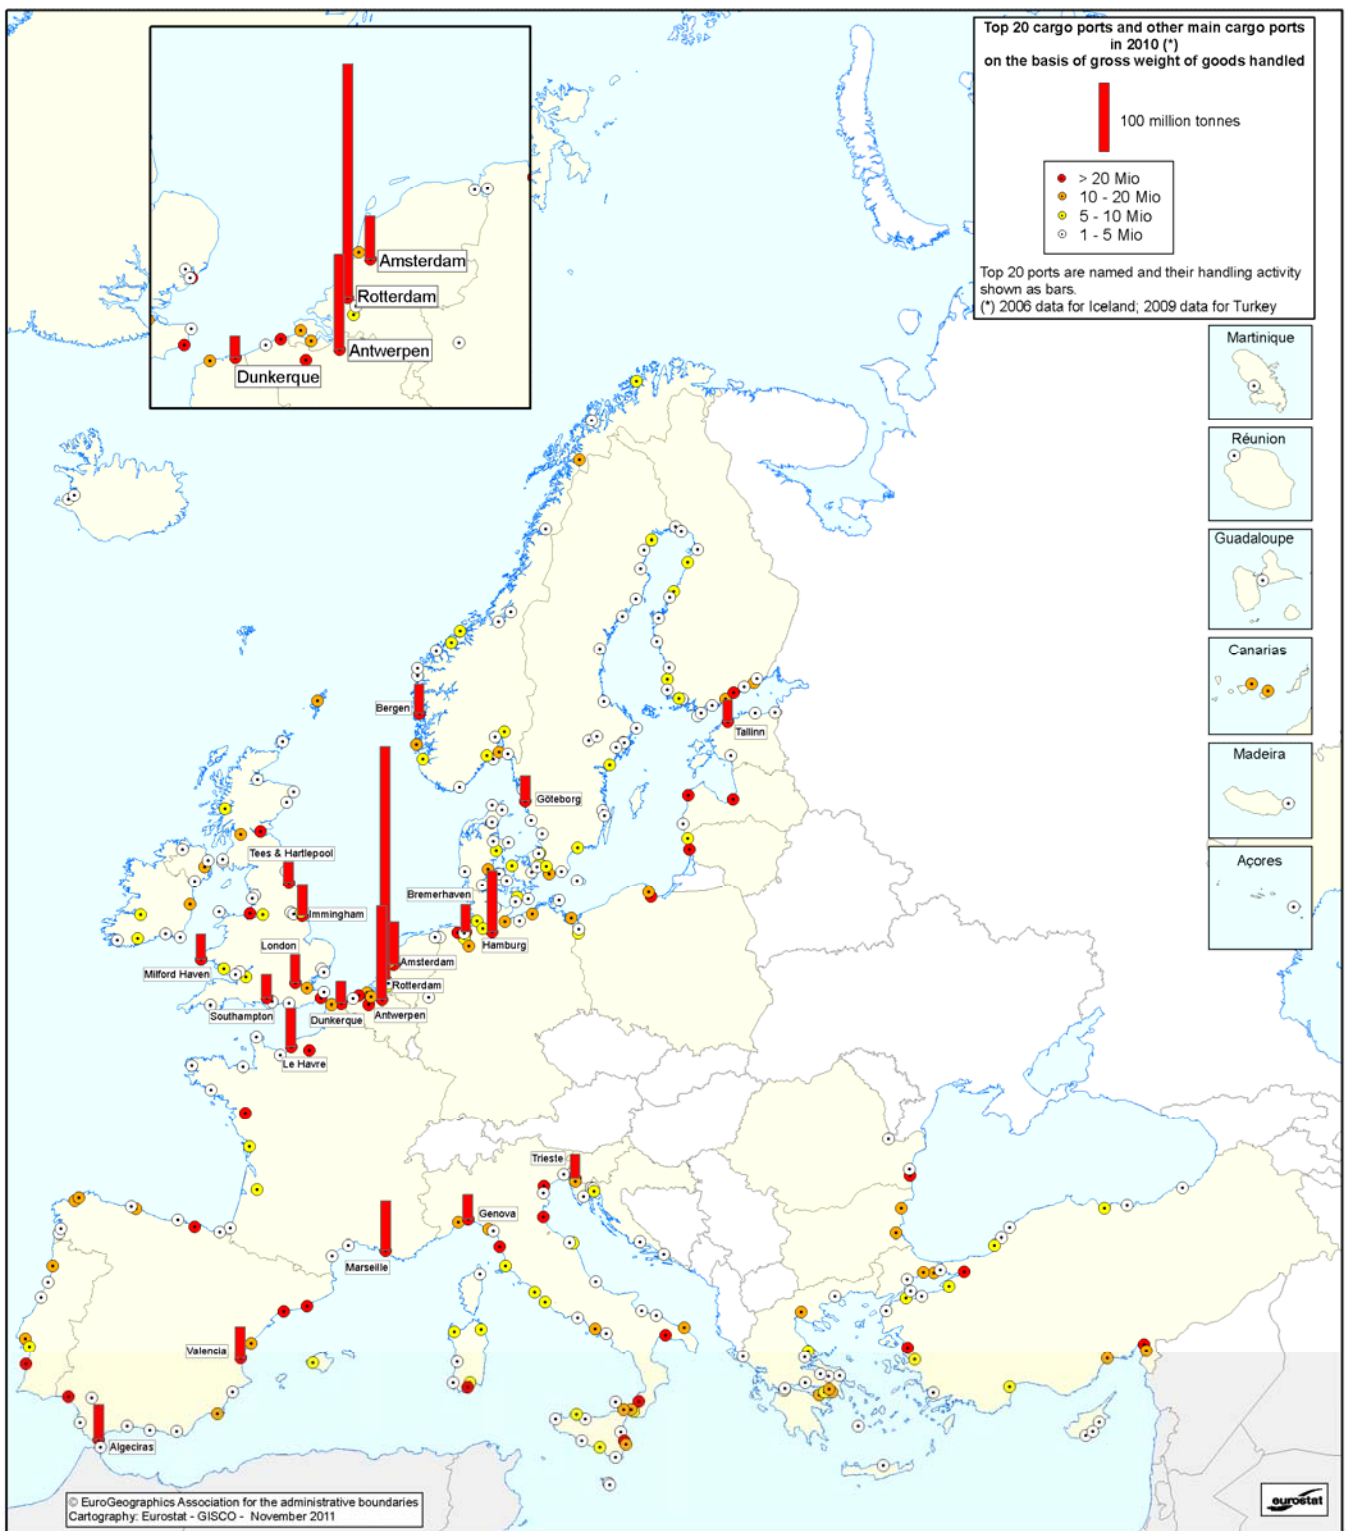 Top 20 cargo ports and other main cargo ports
in 2010 (*)
on the basis of gross weight of goods handled
100 million tonnes
> 20 Mio
10 - 20 Mio
5 - 10 Mio
1 - 5 Mio
Top 20 ports are named and their handling activity
shown as bars.
(*) 2006 data for Iceland; 2009 data for Turkey
Amsterdam
Rotterdam
Antwerpen
Dunkerque
Martinique
Réunion
Guadaloupe
Canarias
Madeira
Açores
Bergen
Tallinn
Göteborg
Tees & Hartlepool
Bremerhaven
Immingham
Hamburg
London
Amsterdam
Milford Haven
Rotterdam
Southampton
Dunkerque
Antwerpen
Le Havre
Trieste
Genova
Marseille
Valencia
Algeciras
© EuroGeographics Association for the administrative boundaries
Cartography: Eurostat - GISCO - November 2011
eurostat